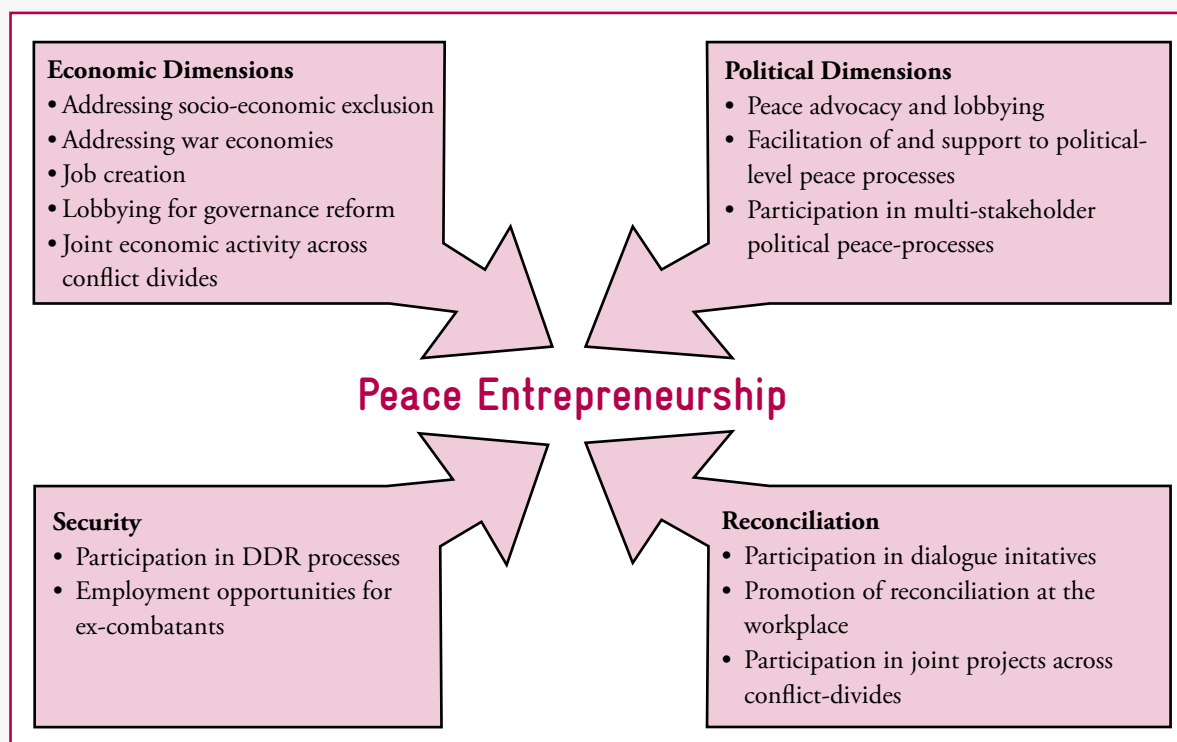 Economic Dimensions
• Addressing socio-economic exclusion
• Addressing war economies
• Job creation
• Lobbying for governance reform
• Joint economic activity across
conflict divides
Political Dimensions
• Peace advocacy and lobbying
• Facilitation of and support to political-
level peace processes
• Participation in multi-stakeholder
political peace-processes
Peace Entrepreneurship
Security
• Participation in DDR processes
• Employment opportunities for
ex-combatants
Reconciliation
• Participation in dialogue initatives
• Promotion of reconciliation at the
workplace
• Participation in joint projects across
conflict-divides